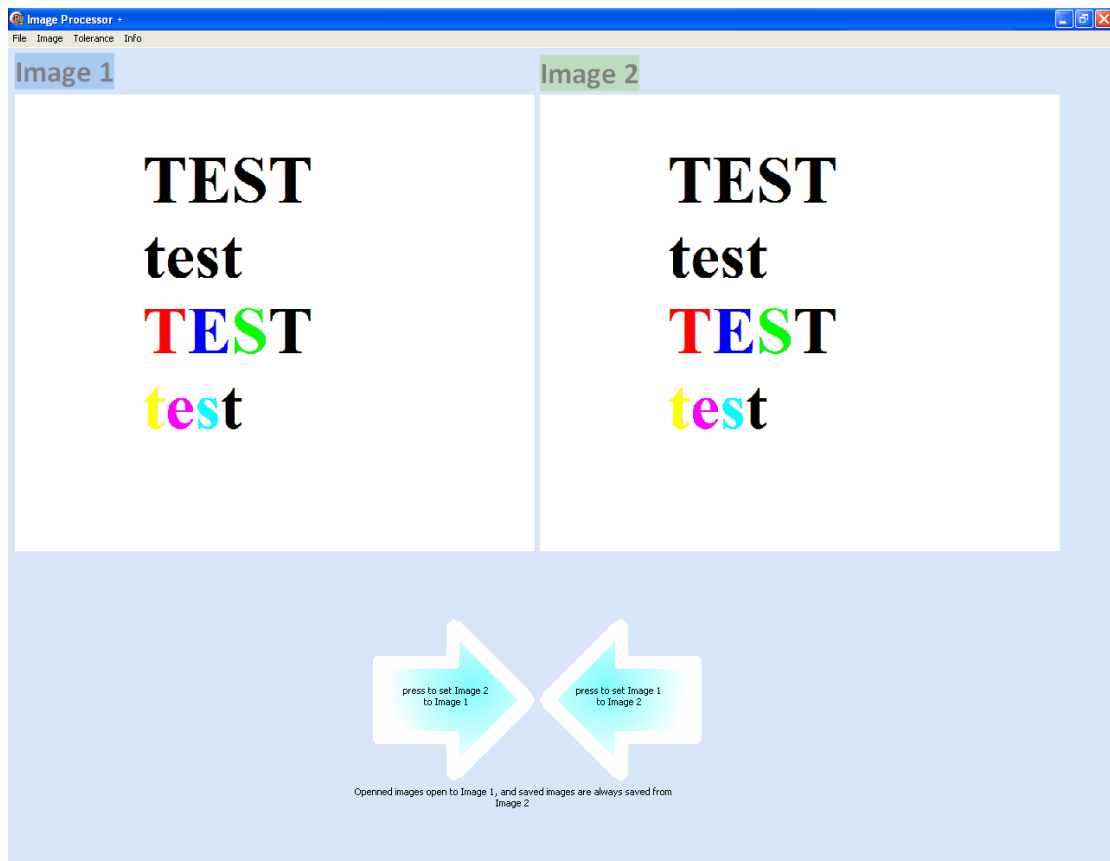 Image Processor +
File Image Tolerance Info
Image 1
Image 2
TEST
test
TEST
test
TEST
test
TEST
test
press to set Image 2
to Image 1
press to set Image 1
to Image 2
Openned images open to Image 1, and saved images are always saved from
Image 2